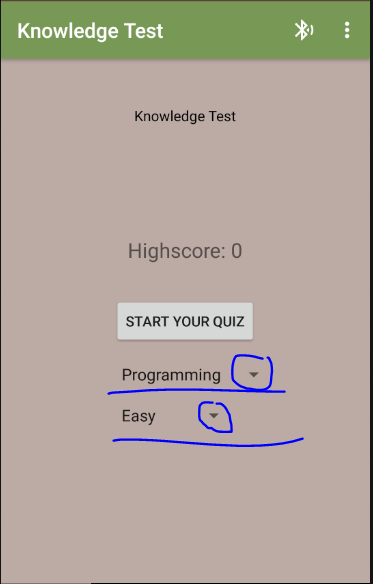 Knowledge Test
Knowledge Test
Highscore: 0
START YOUR QUIZ
Programming
Easy